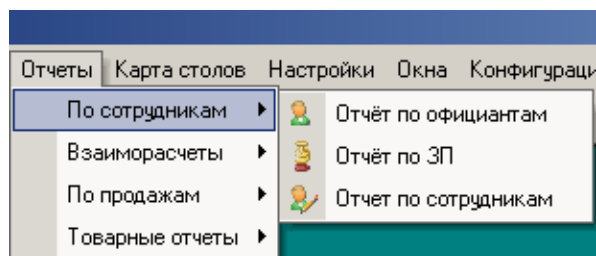 Отчеты Карта столов Настройки Окна Конфигураци
По сотрудникам
Взаиморасчеты
По продажам
Товарные отчеты
Отчёт по официантам
Отчёт по ЗП
Отчет по сотрудникам